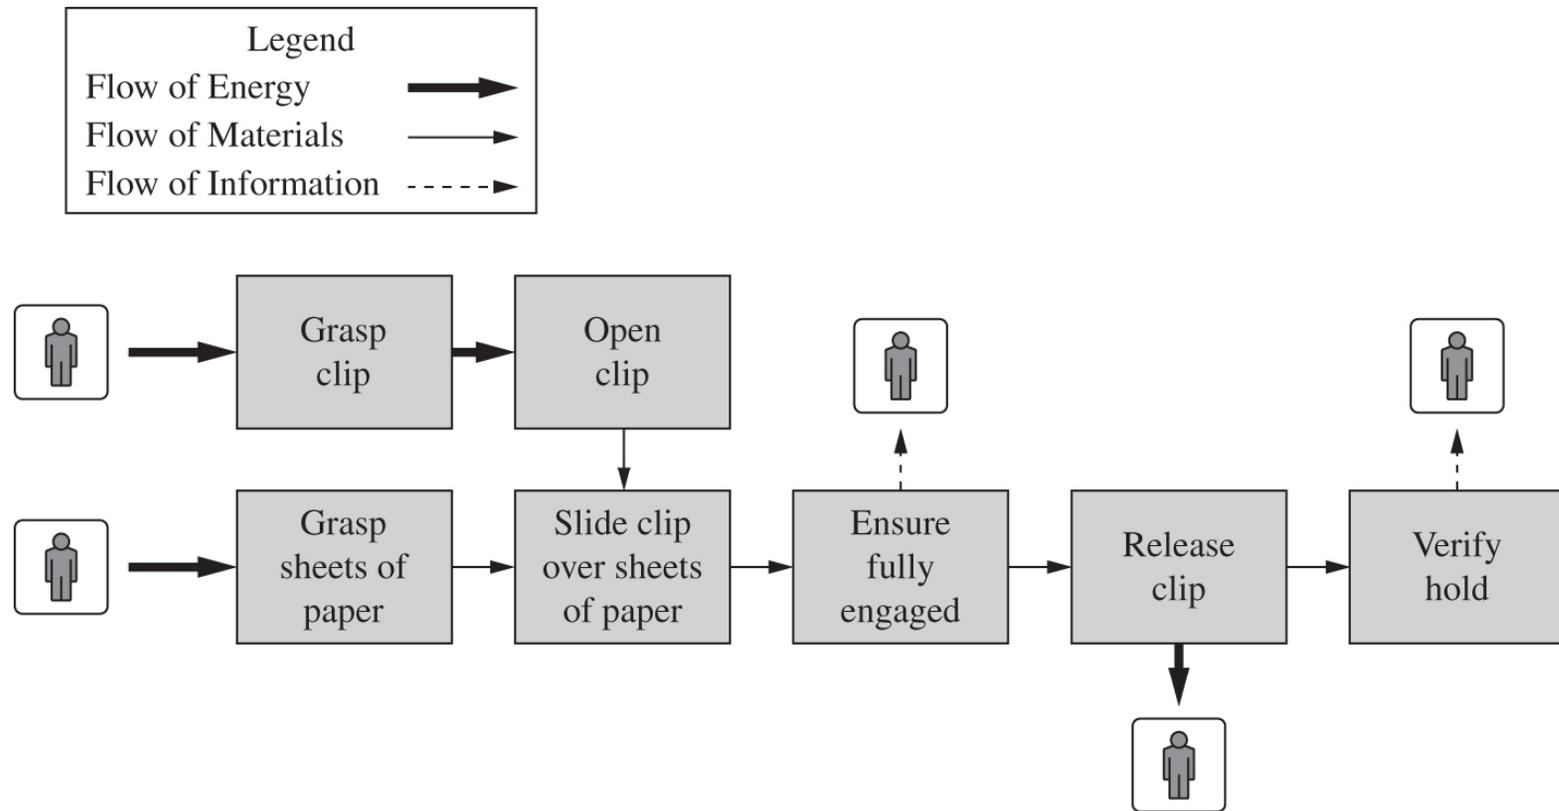 Legend
Flow of Energy
Flow of Materials
Flow of Information
Grasp
clip
Open
clip
Grasp
sheets of
paper
Slide clip
over sheets
of paper
Ensure
fully
engaged
Release
clip
Verify
hold